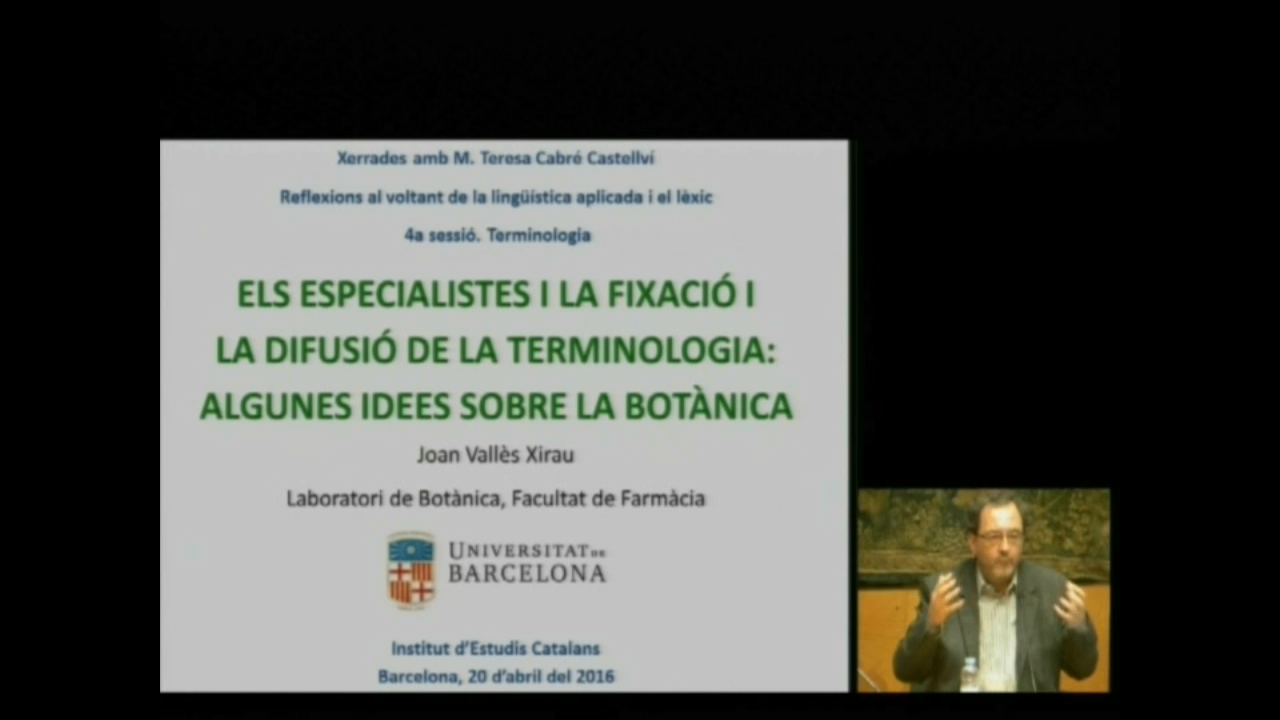 Xerrades amb M. Teresa Cabré Castellví
Reflexions al voltant de la lingüística aplicada i el lèxic
4a sessió. Terminologia
ELS ESPECIALISTES I LA FIXACIÓ I
LA DIFUSIÓ DE LA TERMINOLOGIA:
ALGUNES IDEES SOBRE LA BOTÀNICA
Joan Vallès Xirau
Laboratori de Botànica, Facultat de Farmàcia
UNIVERSITAT DE
BARCELONA
Institut d'Estudis Catalans
Barcelona, 20 d'abril del 2016